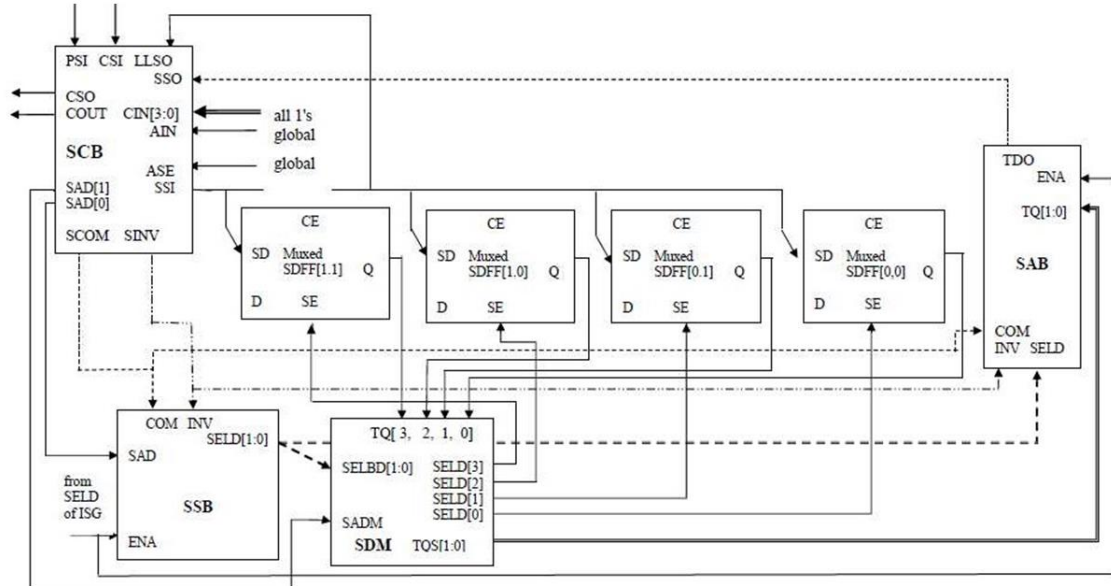 PSI CSI LLSO
SSO
CSO
COUT CIN[3:0] all 1's
AIN global
SCB
ASE global
SAD[1] SSI
SAD[0]
SCOM SINV
CE
SD Muxed
SDFF[1.1] Q
D SE
CE
SD Muxed
SDFF[1.0] Q
D SE
CE
SD Muxed
SDFF[0.1] Q
D SE
CE
SD Muxed
SDFF[0,0] Q
D SE
TDO
ENA
TQ[1:0]
SAB
COM
INV SELD
COM INV
SELD[1:0]
SAD
from
SELD
of ISG
SSB
ENA
TQ[ 3, 2, 1, 0]
SELBD[1:0] SELD[3]
SELD[2]
SELD[1]
SELD[0]
SADM
SDM TQS[1:0]